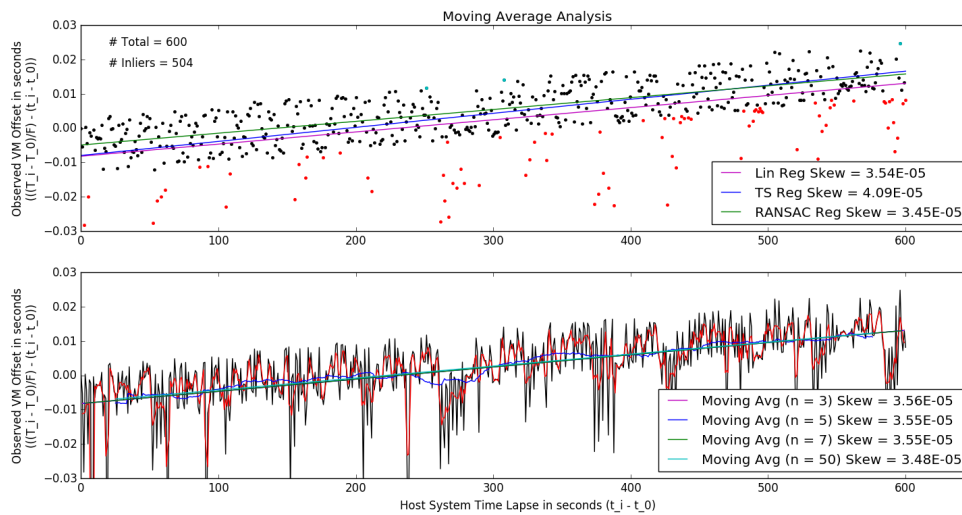 Moving Average Analysis
# Total = 600
# Inliers = 504
Observed VM Offset in seconds
(((T_i - T_0)/F) - (t_i - t_0))
0.03
0.02
0.01
0.00
−0.01
−0.02
−0.03
0
100
200
300
400
500
600
Lin Reg Skew = 3.54E-05
TS Reg Skew = 4.09E-05
RANSAC Reg Skew = 3.45E-05
Observed VM Offset in seconds
(((T_i - T_0)/F) - (t_i - t_0))
0.03
0.02
0.01
0.00
−0.01
−0.02
−0.03
0
100
200
300
400
500
600
Moving Avg (n = 3) Skew = 3.56E-05
Moving Avg (n = 5) Skew = 3.55E-05
Moving Avg (n = 7) Skew = 3.55E-05
Moving Avg (n = 50) Skew = 3.48E-05
Host System Time Lapse in seconds (t_i - t_0)